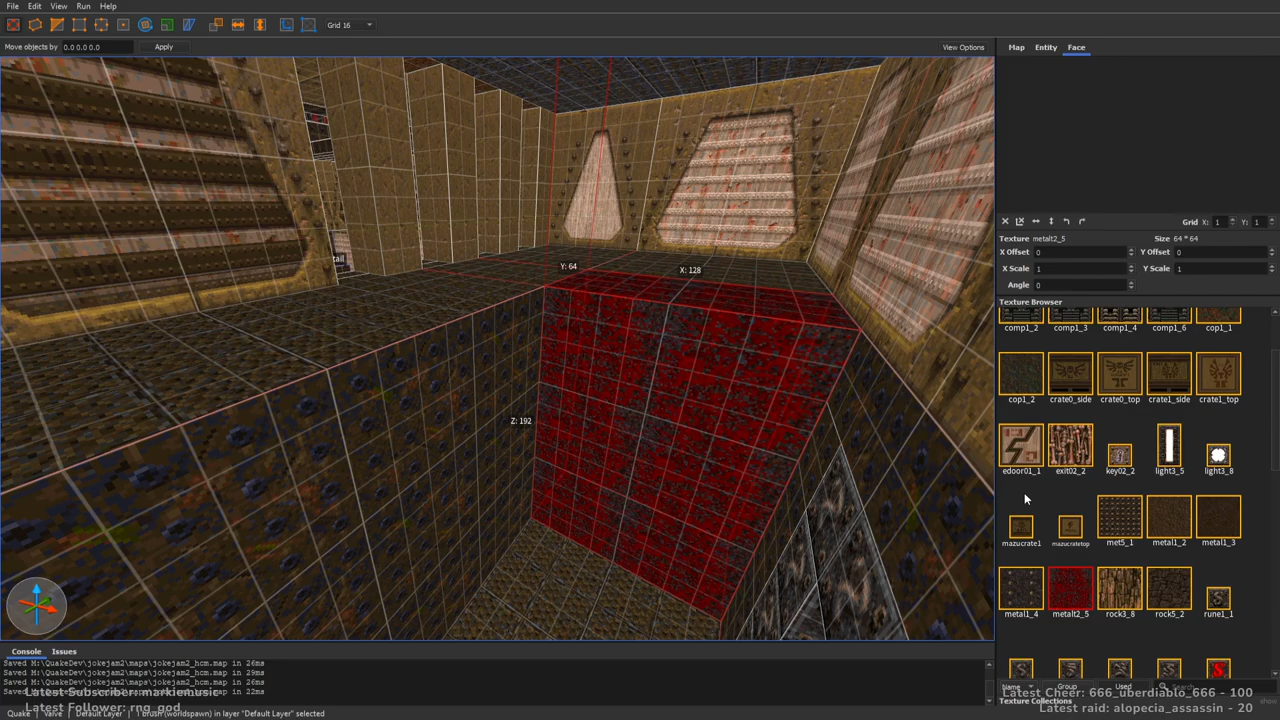 File Edit View Run Help
Grid 16
Move objects by 0.0 0.0 0.0 Apply View Options
Map Entity Face
Y: 64
X: 128
Z: 192
Grid X: 1 Y: 1
Texture metalt2_5 Size 64 * 64
X Offset 0 Y Offset 0
X Scale 1 Y Scale 1
Angle 0
Texture Browser
comp1_2 comp1_3 comp1_4 comp1_6 cop1_1
cop1_2 crate0_side crate0_top crate1_side crate1_top
edoor01_1 exit02_2 key02_2 light3_5 light3_8
mazucrate1 mazucratetop met5_1 metal1_2 metal1_3
metal1_4 metalt2_5 rock3_8 rock5_2 rune1_1
Name Group Used Search
Texture Collections
Console Issues
Saved M:\QuakeDev\jokejam2\maps\jokejam2_hcm.map in 26ms
Saved M:\QuakeDev\jokejam2\maps\jokejam2_hcm.map in 29ms
Saved M:\QuakeDev\jokejam2\maps\jokejam2_hcm.map in 26ms
Saved M:\QuakeDev\jokejam2\maps\jokejam2_hcm.map in 22ms
Latest Subscriber: markiemusic
Latest Follower: rng_god
Latest Cheer: 666_uberdiablo_666 - 100
Latest raid: alopecia_assassin - 20
Quake Valve Default Layer 1 brush (worldspawn) in layer "Default Layer" selected